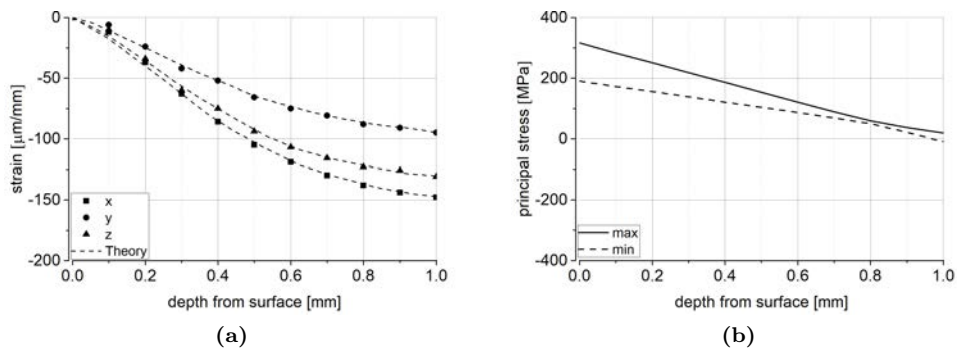 0
-50
-100
-150
-200
strain [µm/mm]
x
y
z
Theory
0.0 0.2 0.4 0.6 0.8 1.0
depth from surface [mm]
(a)
400
200
0
-200
-400
principal stress [MPa]
max
min
0.0 0.2 0.4 0.6 0.8 1.0
depth from surface [mm]
(b)